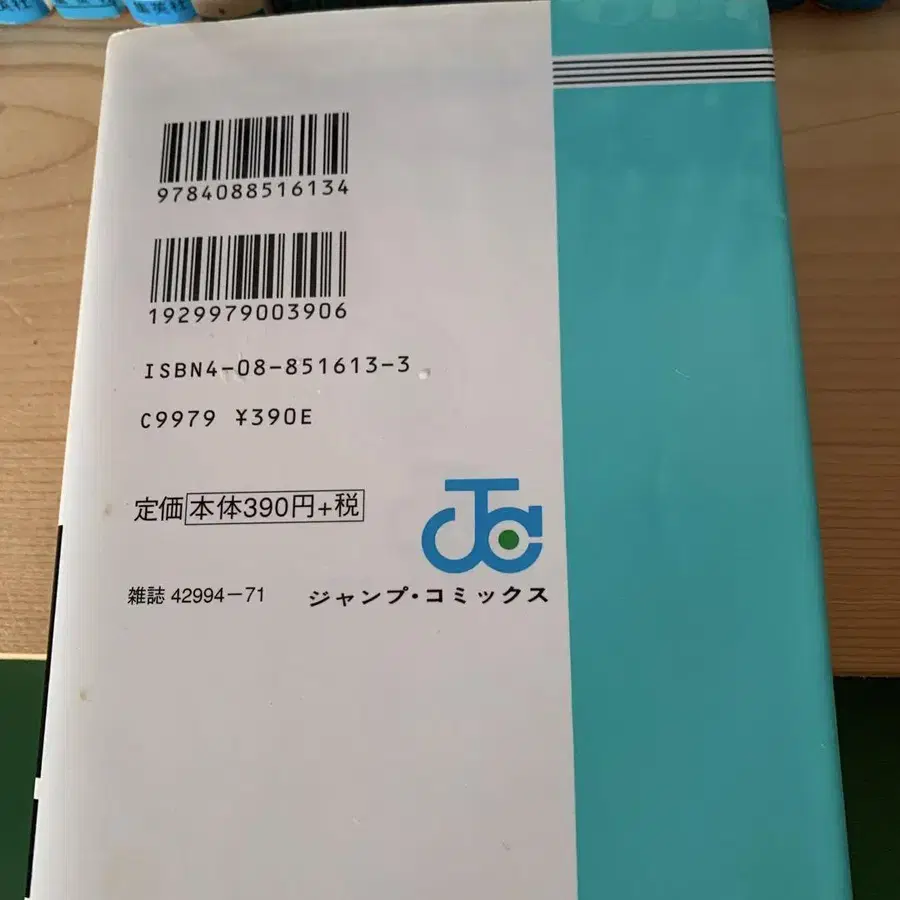 9784088516134
1929979003906
ISBN4-08-851613-3
C9979 ¥390E
定価 本体390円+税
雑誌 42994-71
ジャンプ・コミックス